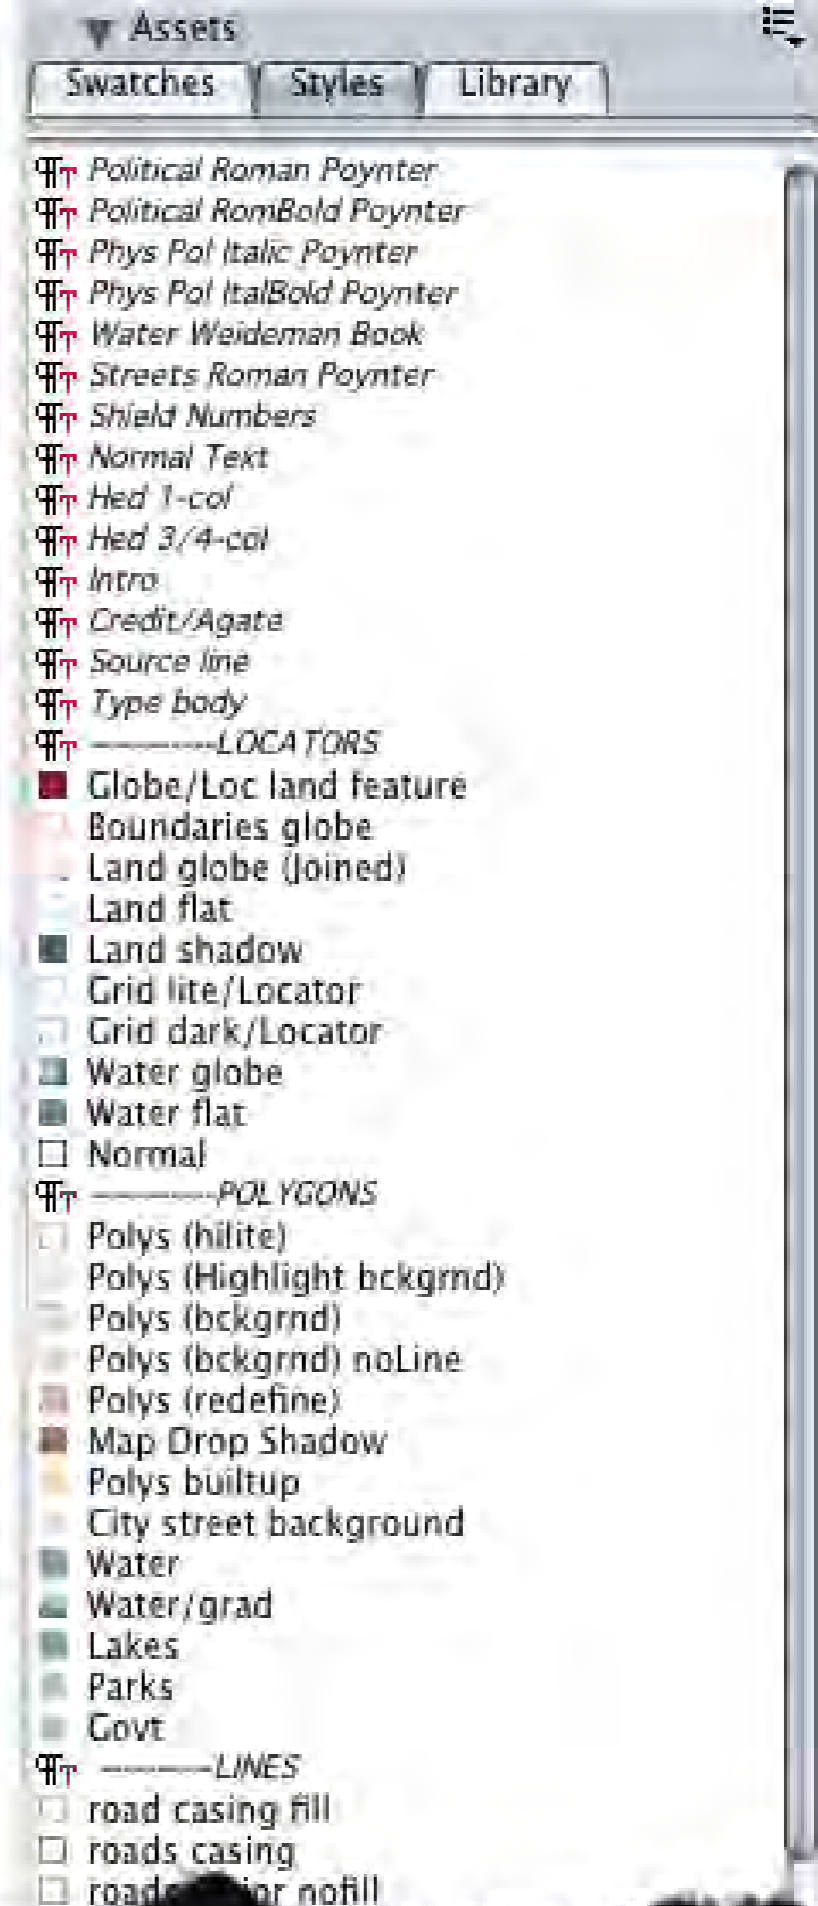 Assets
Swatches Styles Library
Political Roman Poynter
Political RomBold Poynter
Phys Pol Italic Poynter
Phys Pol ItalBold Poynter
Water Weideman Book
Streets Roman Poynter
Shield Numbers
Normal Text
Hed 1-col
Hed 3/4-col
Intro
Credit/Agate
Source line
Type body
----------LOCATORS
Globe/Loc land feature
Boundaries globe
Land globe (Joined)
Land flat
Land shadow
Grid lite/Locator
Grid dark/Locator
Water globe
Water flat
Normal
----------POLYGONS
Polys (hilite)
Polys (Highlight bckgrnd)
Polys (bckgrnd)
Polys (bckgrnd) noLine
Polys (redefine)
Map Drop Shadow
Polys builtup
City street background
Water
Water/grad
Lakes
Parks
Govt
---------LINES
road casing fill
roads casing
nofill